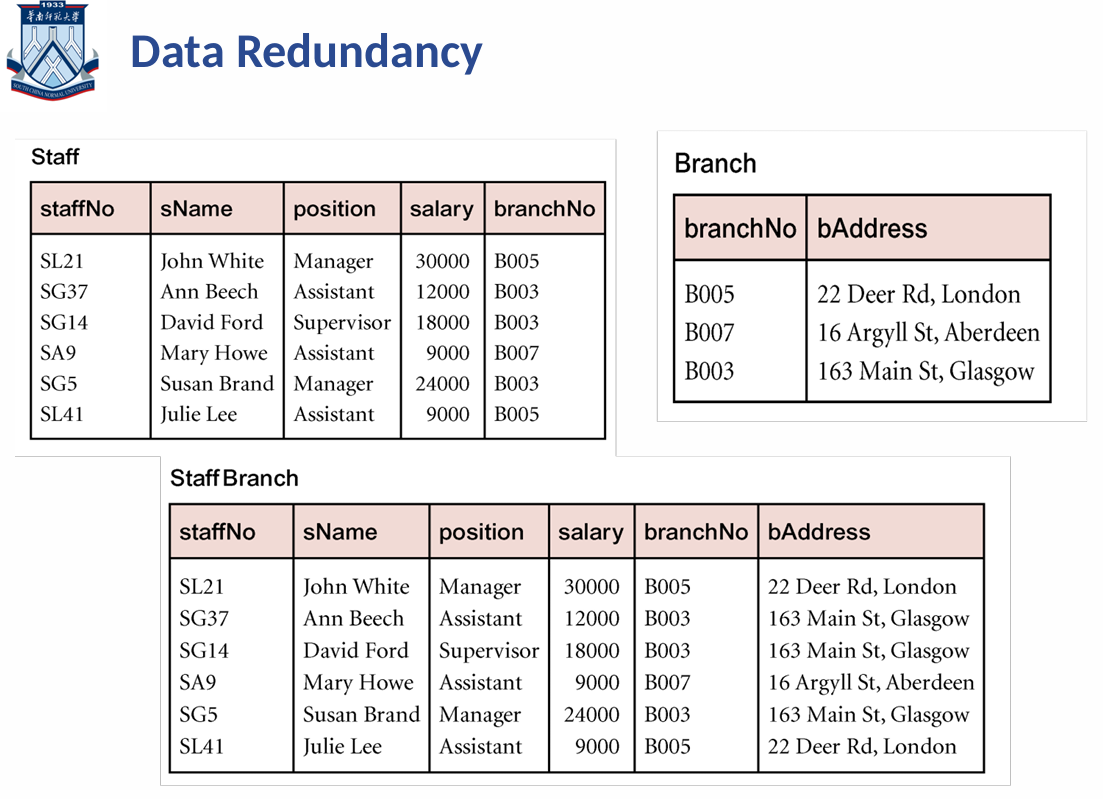 1933
華南師範大學
SOUTH CHINA NORMAL UNIVERSITY
Data Redundancy
Staff
staffNo sName position salary branchNo
SL21 John White Manager 30000 B005
SG37 Ann Beech Assistant 12000 B003
SG14 David Ford Supervisor 18000 B003
SA9 Mary Howe Assistant 9000 B007
SG5 Susan Brand Manager 24000 B003
SL41 Julie Lee Assistant 9000 B005
Branch
branchNo bAddress
B005 22 Deer Rd, London
B007 16 Argyll St, Aberdeen
B003 163 Main St, Glasgow
StaffBranch
staffNo sName position salary branchNo bAddress
SL21 John White Manager 30000 B005 22 Deer Rd, London
SG37 Ann Beech Assistant 12000 B003 163 Main St, Glasgow
SG14 David Ford Supervisor 18000 B003 163 Main St, Glasgow
SA9 Mary Howe Assistant 9000 B007 16 Argyll St, Aberdeen
SG5 Susan Brand Manager 24000 B003 163 Main St, Glasgow
SL41 Julie Lee Assistant 9000 B005 22 Deer Rd, London